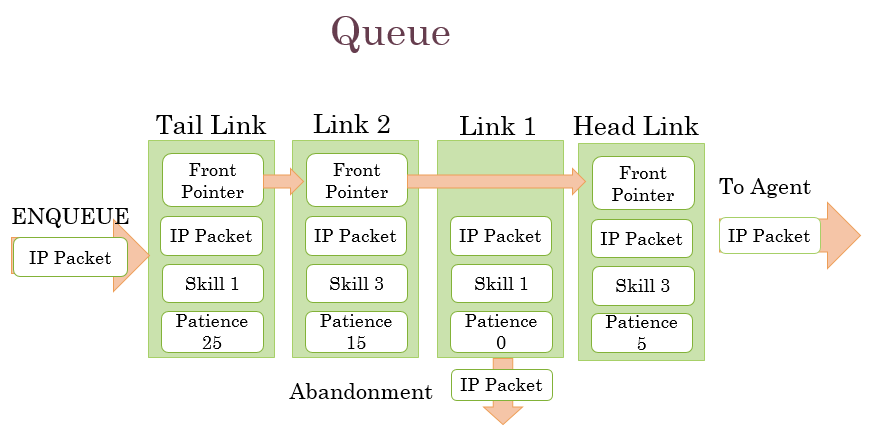 Queue
Tail Link
Link 2
Link 1
Head Link
ENQUEUE
IP Packet
Front
Pointer
IP Packet
Skill 1
Patience
25
Front
Pointer
IP Packet
Skill 3
Patience
15
IP Packet
Skill 1
Patience
0
Front
Pointer
IP Packet
Skill 3
Patience
5
To Agent
IP Packet
Abandonment
IP Packet